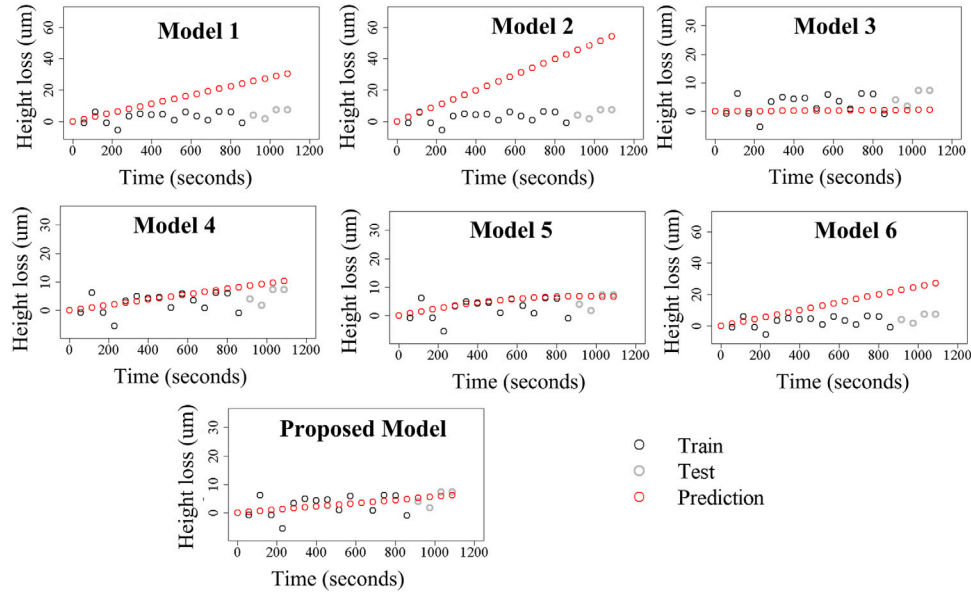 Model 1
Height loss (um)
0 20 40 60
0 200 400 600 800 1000 1200
Time (seconds)
Model 2
Height loss (um)
0 20 40 60
0 200 400 600 800 1000 1200
Time (seconds)
Model 3
Height loss (um)
0 10 30
0 200 400 600 800 1000 1200
Time (seconds)
Model 4
Height loss (um)
0 10 30
0 200 400 600 800 1000 1200
Time (seconds)
Model 5
Height loss (um)
0 10 30
0 200 400 600 800 1000 1200
Time (seconds)
Model 6
Height loss (um)
0 20 40 60
0 200 400 600 800 1000 1200
Time (seconds)
Proposed Model
Height loss (um)
0 10 30
0 200 400 600 800 1000 1200
Time (seconds)
Train
Test
Prediction